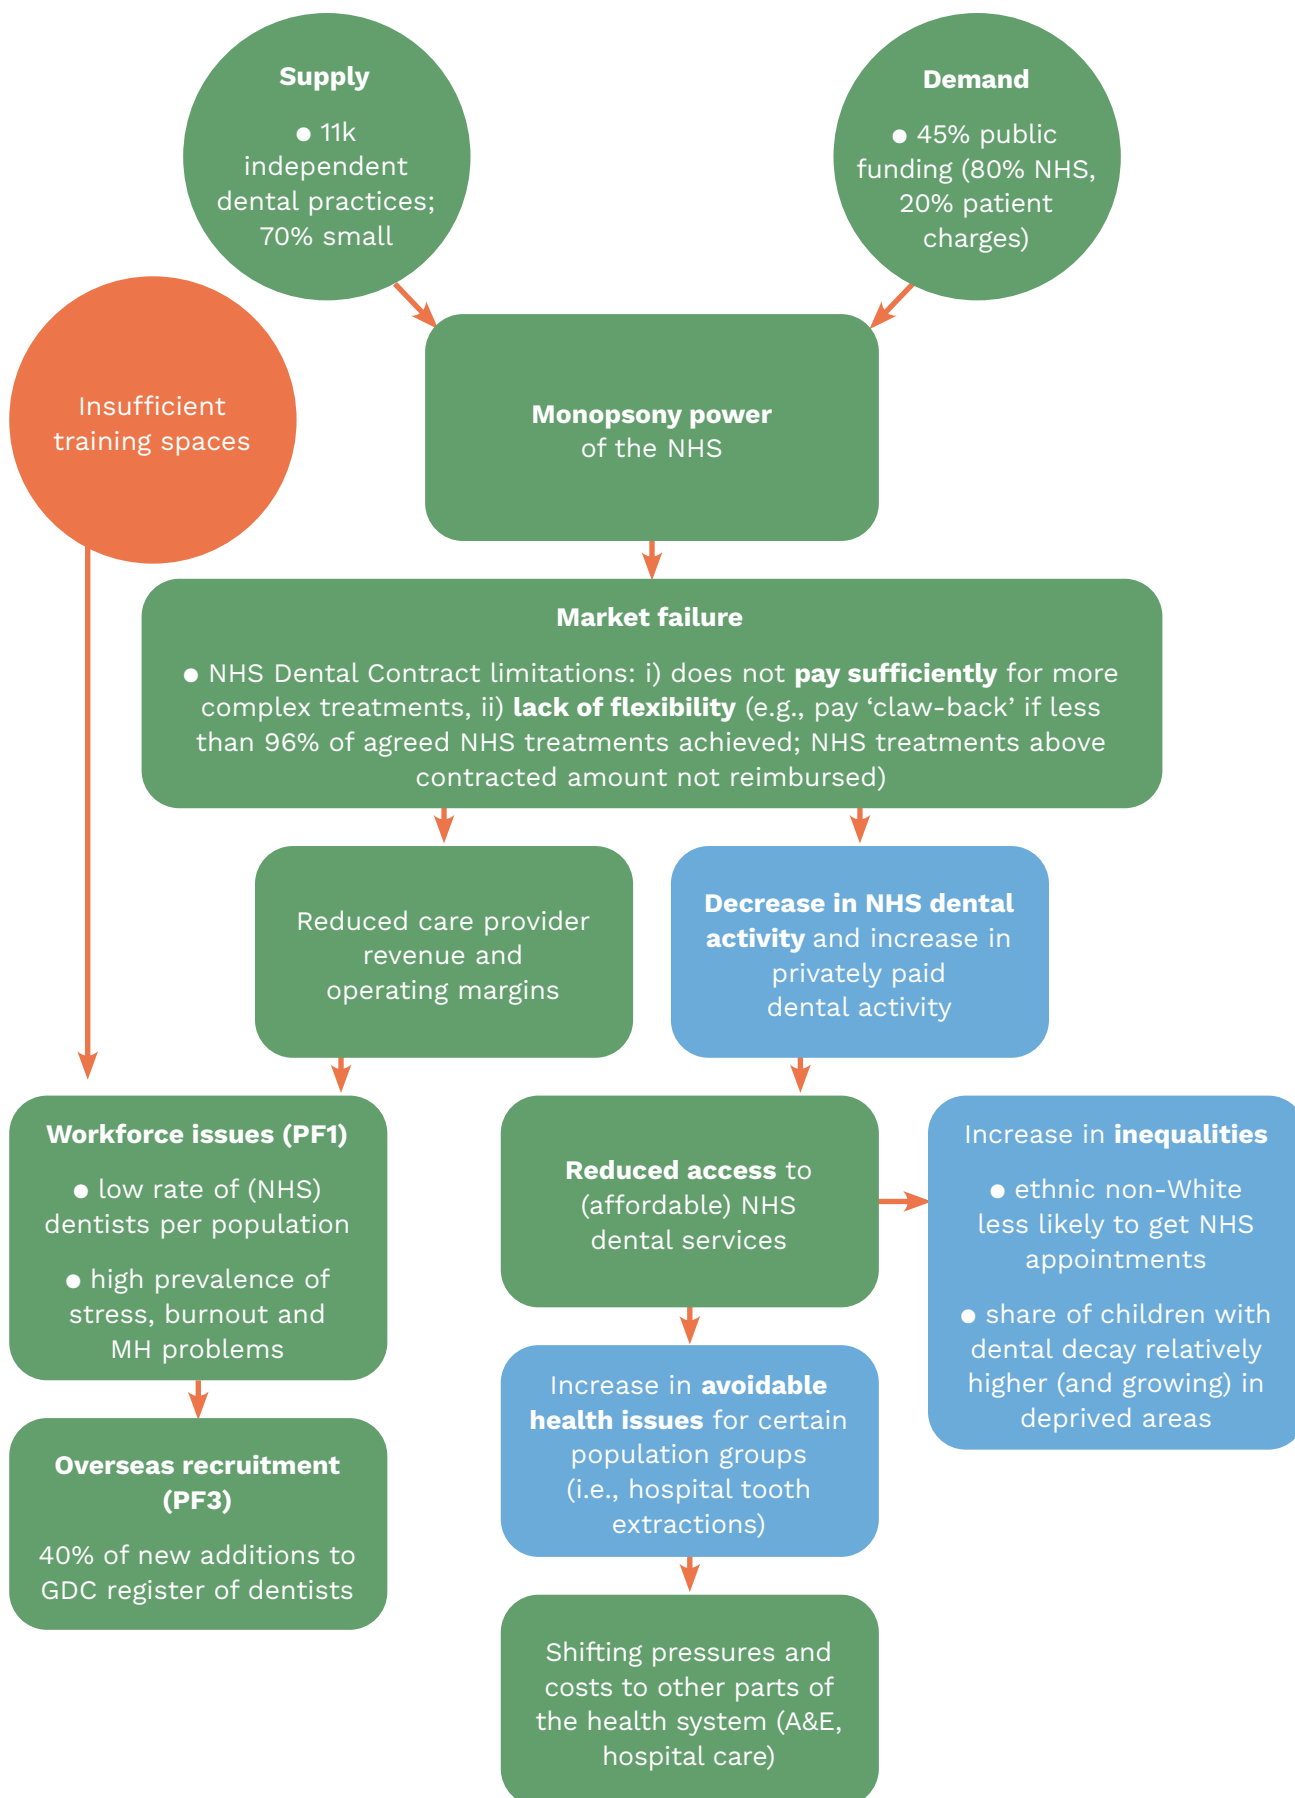 Supply
● 11k
independent
dental practices;
70% small
Demand
● 45% public
funding (80% NHS,
20% patient
charges)
Insufficient
training spaces
Monopsony power
of the NHS
Market failure
● NHS Dental Contract limitations: i) does not pay sufficiently for more
complex treatments, ii) lack of flexibility (e.g., pay ‘claw-back’ if less
than 96% of agreed NHS treatments achieved; NHS treatments above
contracted amount not reimbursed)
Reduced care provider
revenue and
operating margins
Decrease in NHS dental
activity and increase in
privately paid
dental activity
Workforce issues (PF1)
● low rate of (NHS)
dentists per population
● high prevalence of
stress, burnout and
MH problems
Reduced access to
(affordable) NHS
dental services
Increase in inequalities
● ethnic non-White
less likely to get NHS
appointments
● share of children with
dental decay relatively
higher (and growing) in
deprived areas
Increase in avoidable
health issues for certain
population groups
(i.e., hospital tooth
extractions)
Overseas recruitment
(PF3)
40% of new additions to
GDC register of dentists
Shifting pressures and
costs to other parts of
the health system (A&E,
hospital care)